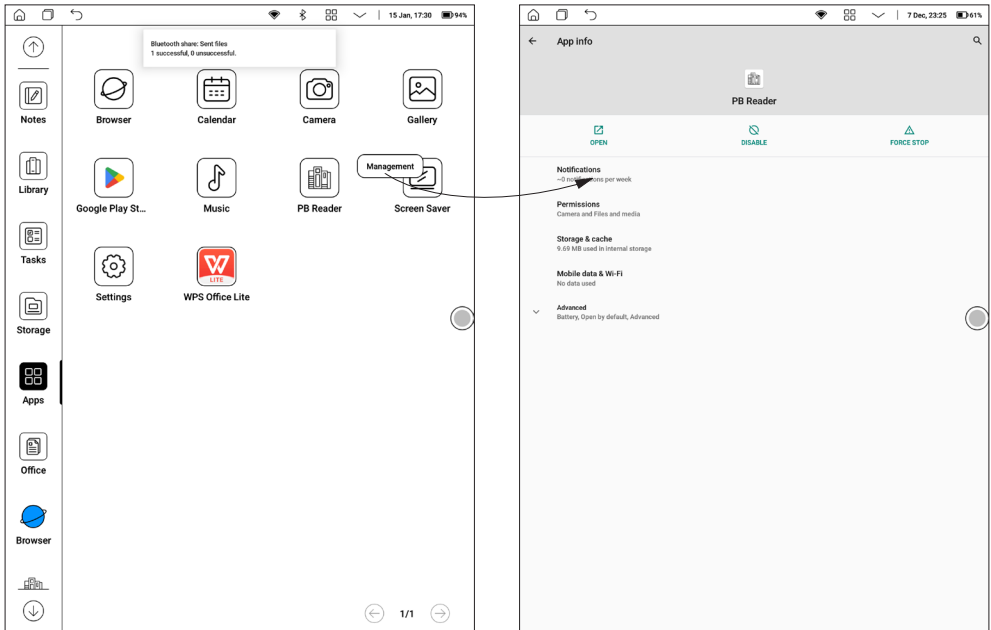 15 Jan, 17:30
94%
Bluetooth share: Sent files
1 successful, 0 unsuccessful.
Notes
Library
Tasks
Storage
Apps
Office
Browser
Browser
Calendar
Camera
Gallery
Google Play St...
Music
PB Reader
Management
Screen Saver
Settings
LITE
WPS Office Lite
1/1
7 Dec, 23:25
61%
App info
PB Reader
OPEN
DISABLE
FORCE STOP
Notifications
~0 notifications per week
Permissions
Camera and Files and media
Storage & cache
9.69 MB used in internal storage
Mobile data & Wi-Fi
No data used
Advanced
Battery, Open by default, Advanced